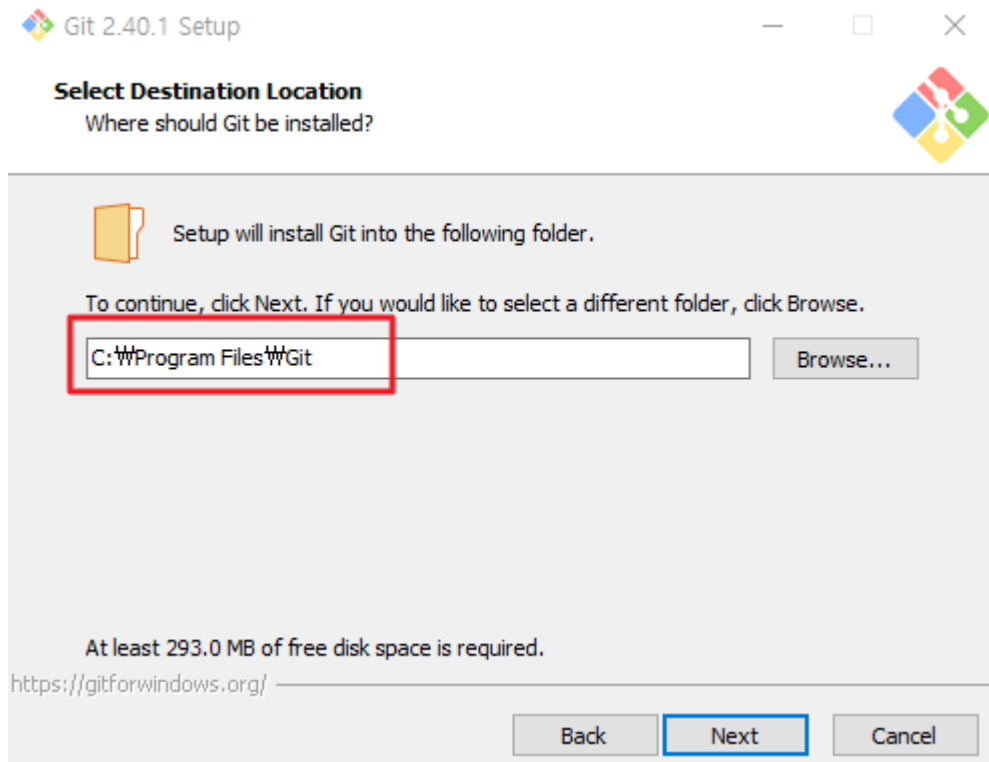 Git 2.40.1 Setup
Select Destination Location
Where should Git be installed?
Setup will install Git into the following folder.
To continue, click Next. If you would like to select a different folder, click Browse.
C:₩Program Files₩Git
Browse...
At least 293.0 MB of free disk space is required.
https://gitforwindows.org/
Back
Next
Cancel